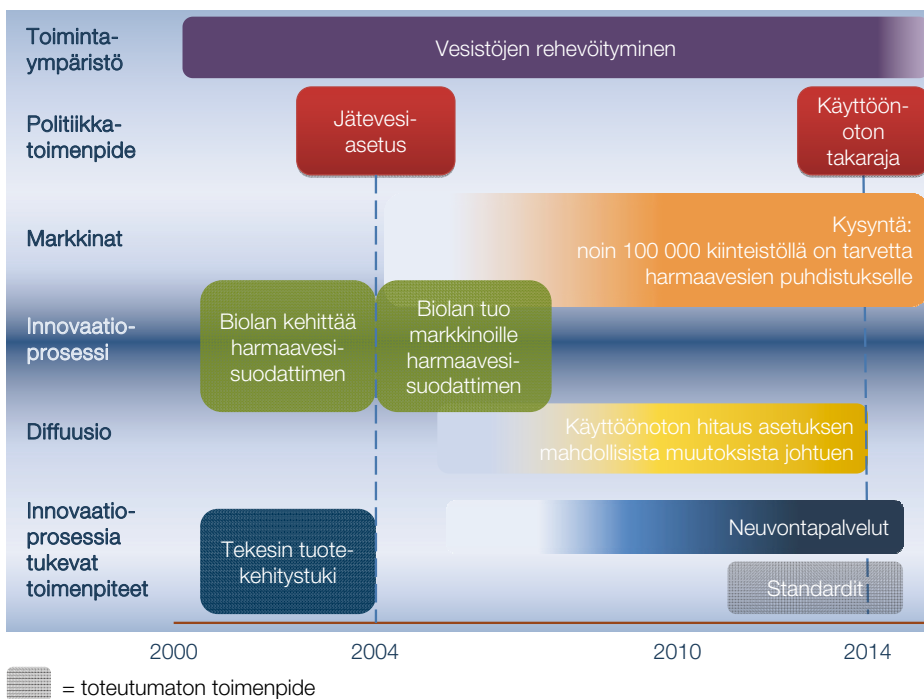 Toiminta-
ympäristö
Vesistöjen rehevöityminen
Politiikka-
toimenpide
Jätevesi-
asetus
Käyttöön-
oton
takaraja
Markkinat
Kysyntä:
noin 100 000 kiinteistöllä on tarvetta
harmaavesien puhdistukselle
Innovaatio-
prosessi
Biolan kehittää
harmaavesi-
suodattimen
Biolan tuo
markkinoille
harmaavesi-
suodattimen
Diffuusio
Käyttöönoton hitaus asetuksen
mahdollisista muutoksista johtuen
Innovaatio-
prosessia
tukevat
toimenpiteet
Tekesin tuote-
kehitystuki
Neuvontapalvelut
Standardit
2000
2004
2010
2014
= toteutumaton toimenpide